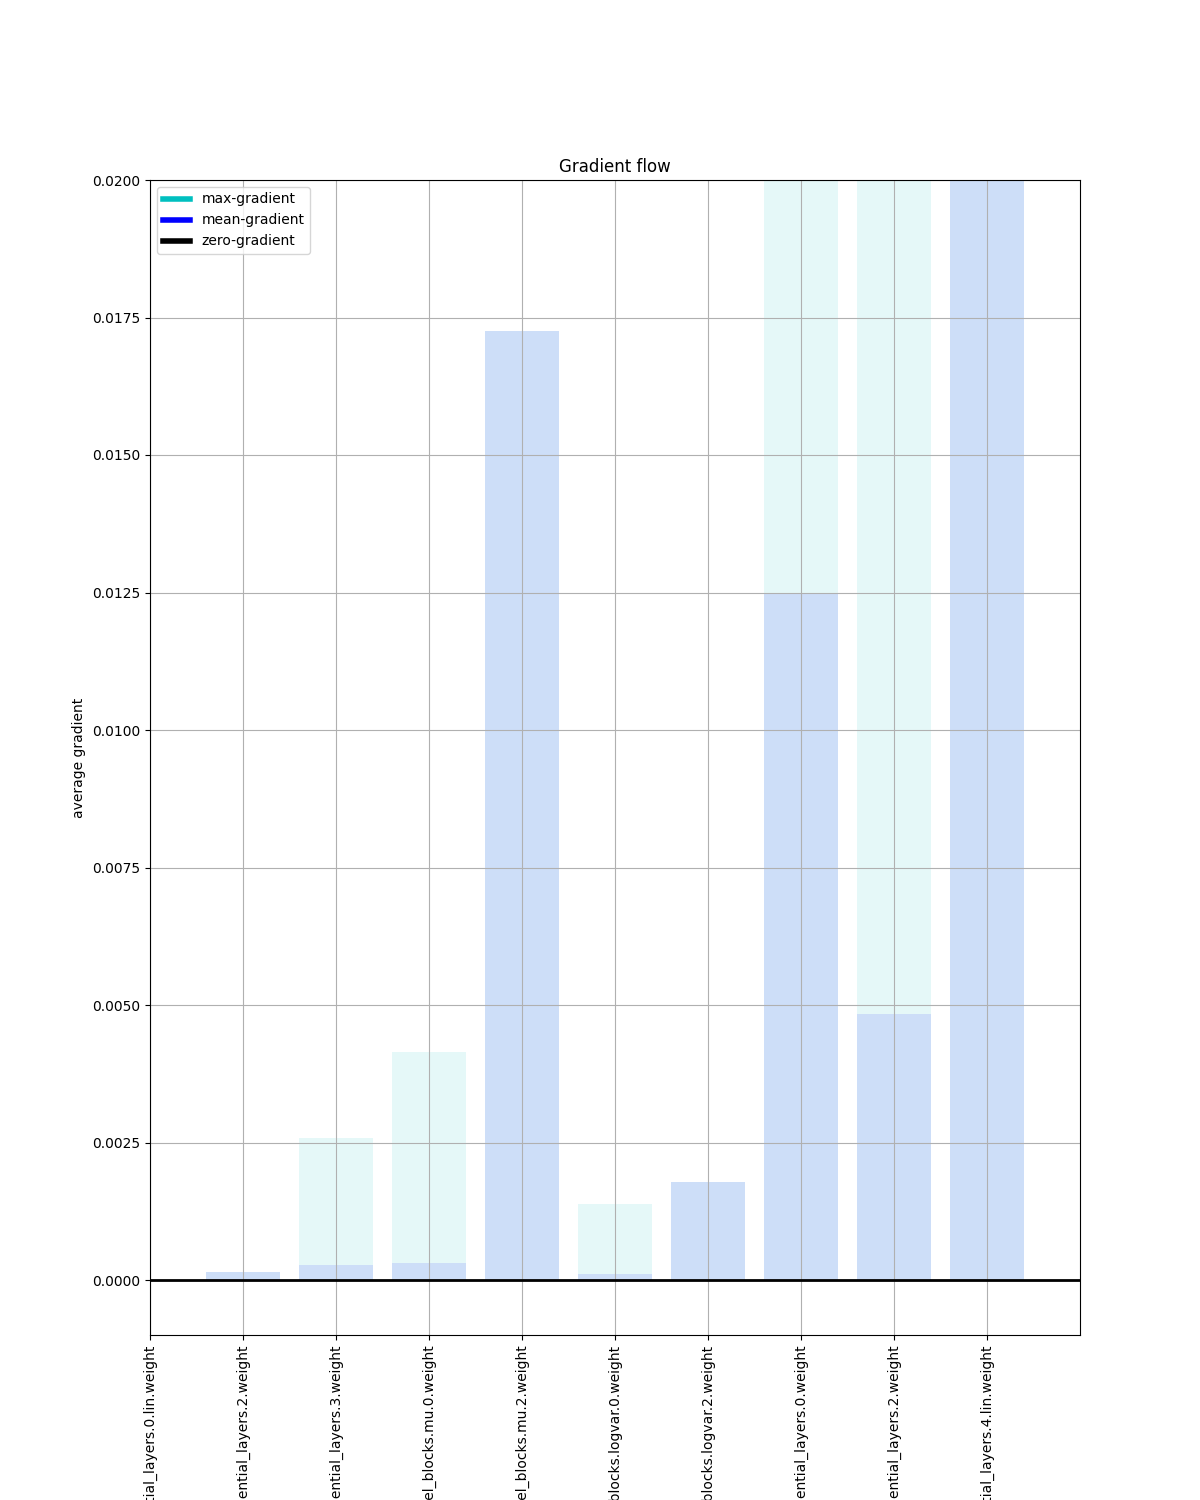 Gradient flow
max-gradient
mean-gradient
zero-gradient
0.0200
0.0175
0.0150
0.0125
0.0100
0.0075
0.0050
0.0025
0.0000
average gradient
tial_layers.0.lin.weight
ential_layers.2.weight
ential_layers.3.weight
el_blocks.mu.0.weight
el_blocks.mu.2.weight
blocks.logvar.0.weight
blocks.logvar.2.weight
ential_layers.0.weight
ential_layers.2.weight
tial_layers.4.lin.weight